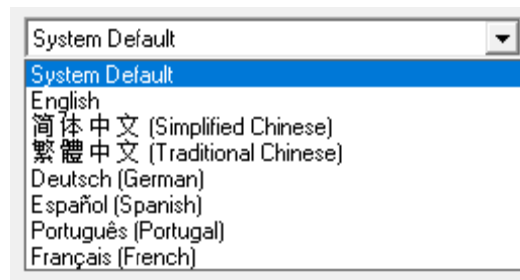 System Default
System Default
English
简体中文 (Simplified Chinese)
繁體中文 (Traditional Chinese)
Deutsch (German)
Español (Spanish)
Português (Portugal)
Français (French)